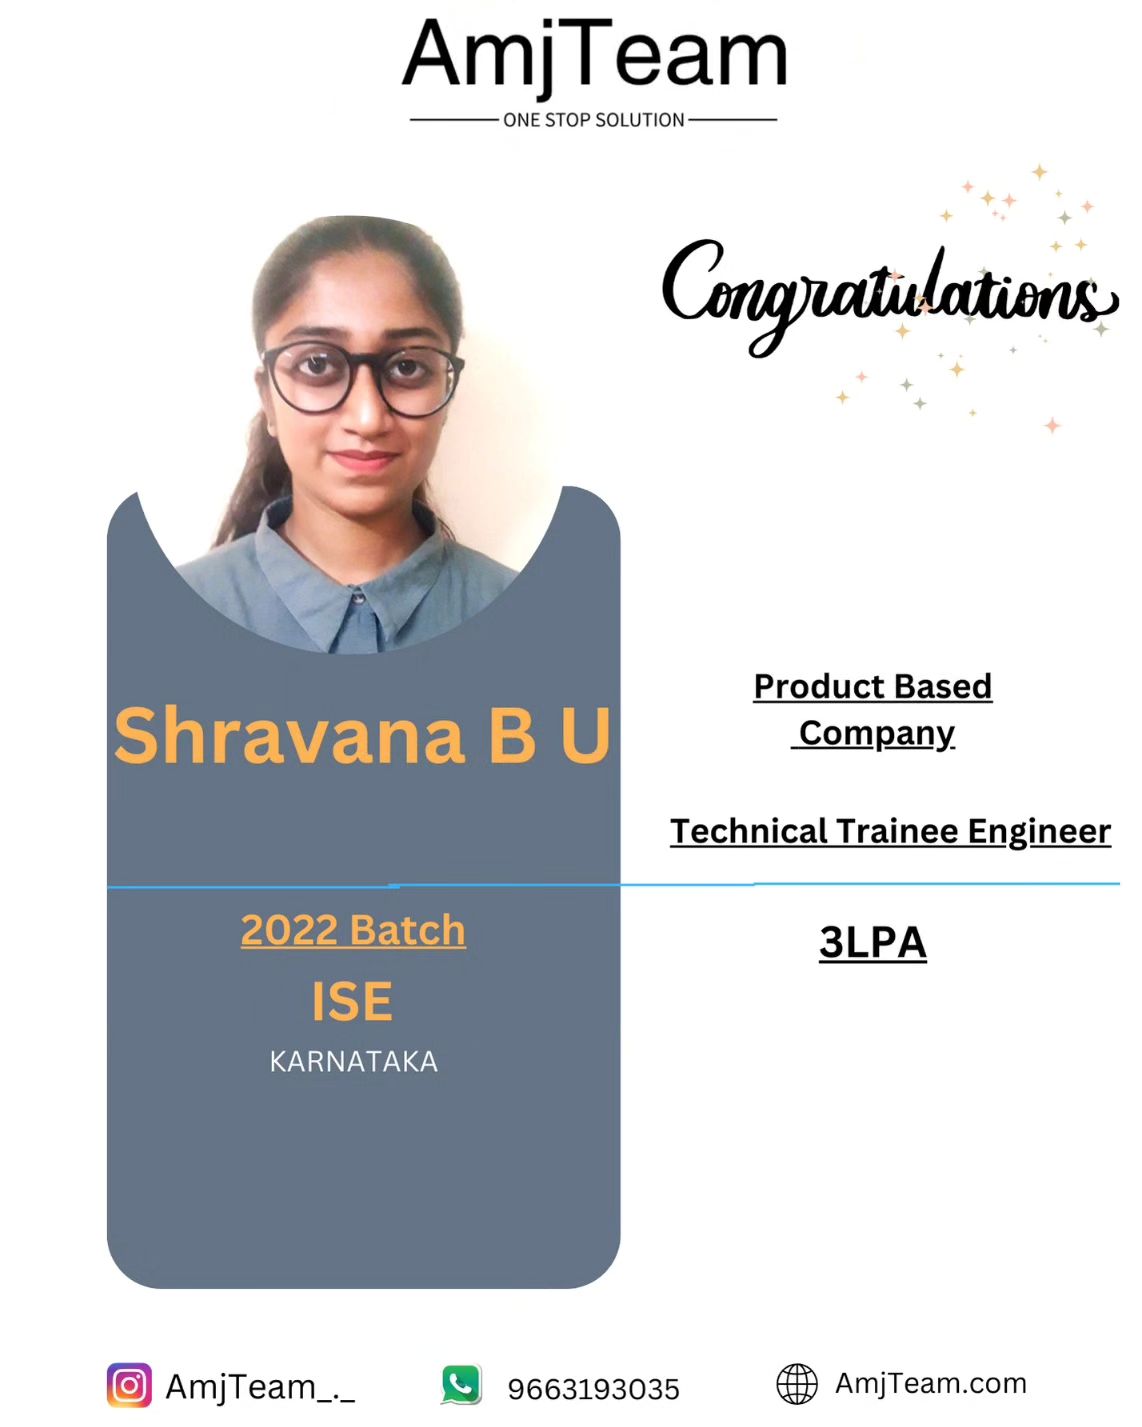 AmjTeam
ONE STOP SOLUTION
Congratulations
Shravana B U
2022 Batch
ISE
KARNATAKA
Product Based
Company
Technical Trainee Engineer
3LPA
AmjTeam_._
9663193035
AmjTeam.com